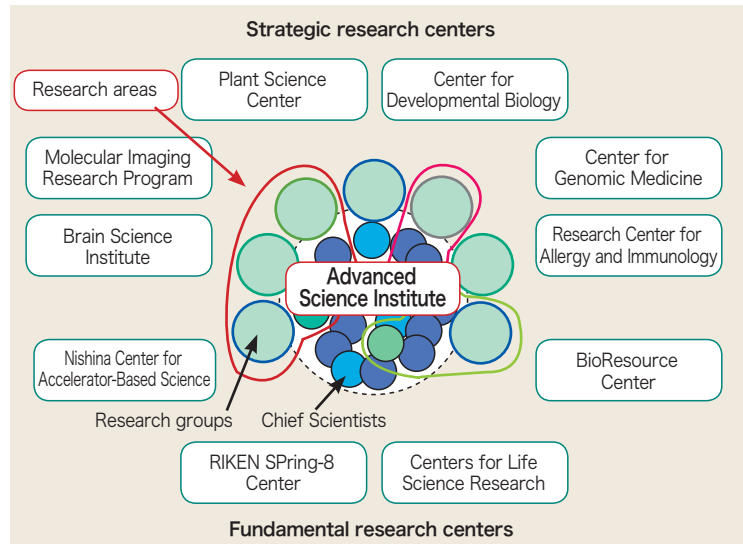 Strategic research centers
Research areas
Plant Science
Center
Center for
Developmental Biology
Molecular Imaging
Research Program
Center for
Genomic Medicine
Brain Science
Institute
Research Center for
Allergy and Immunology
Advanced
Science Institute
Nishina Center for
Accelerator-Based Science
BioResource
Center
Research groups
Chief Scientists
RIKEN SPring-8
Center
Centers for Life
Science Research
Fundamental research centers